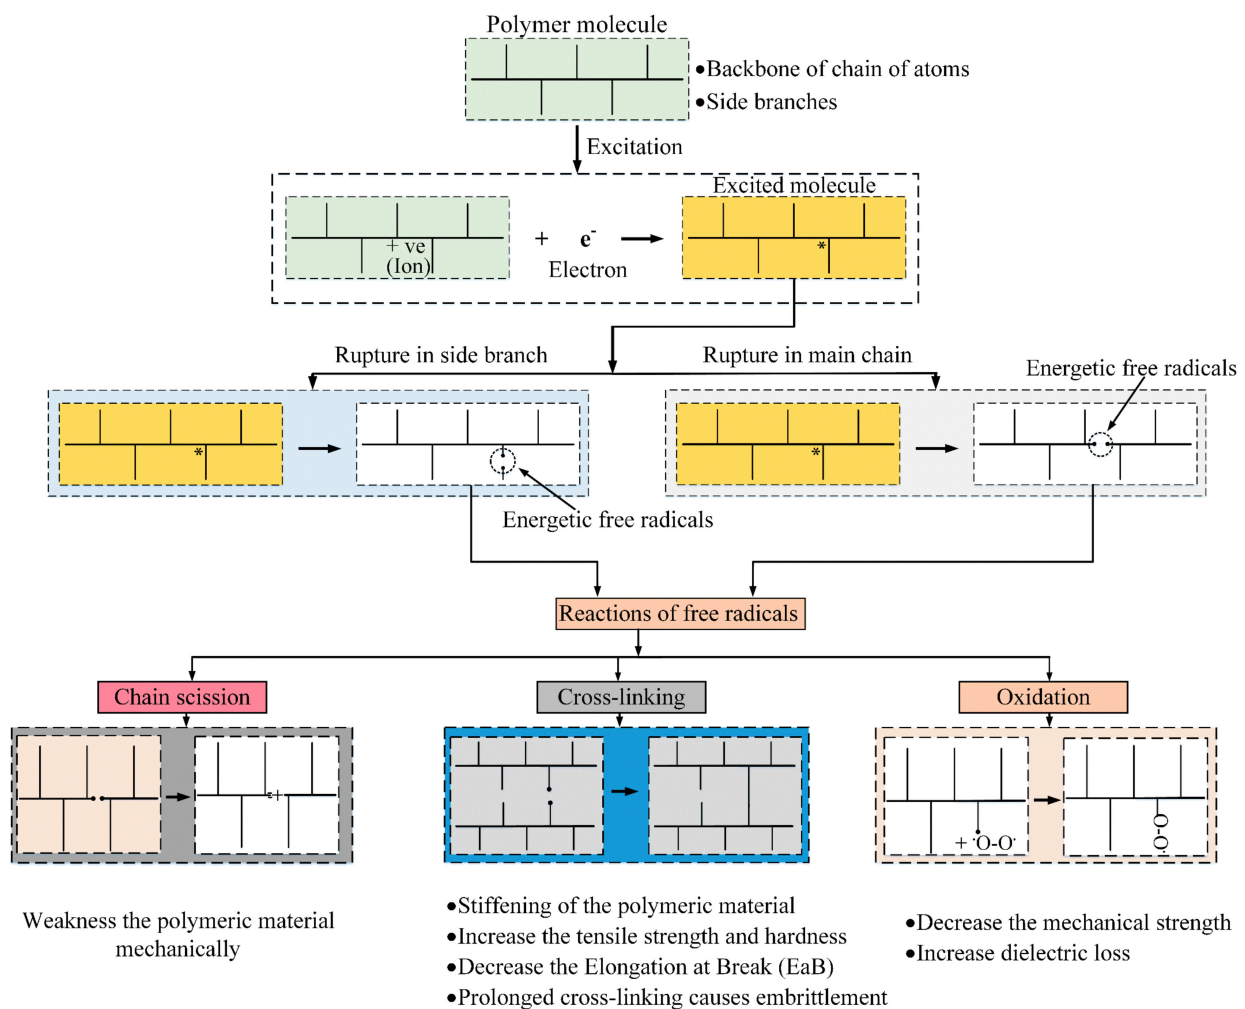 Polymer molecule
●Backbone of chain of atoms
●Side branches
Excitation
Excited molecule
+ ve
(Ion)
+ e-
Electron
*
Rupture in side branch
Rupture in main chain
Energetic free radicals
*
*
Energetic free radicals
Reactions of free radicals
Chain scission
Cross-linking
Oxidation
+
+ ·O-O·
O-O·
Weakness the polymeric material
mechanically
●Stiffening of the polymeric material
●Increase the tensile strength and hardness
●Decrease the Elongation at Break (EaB)
●Prolonged cross-linking causes embrittlement
●Decrease the mechanical strength
●Increase dielectric loss